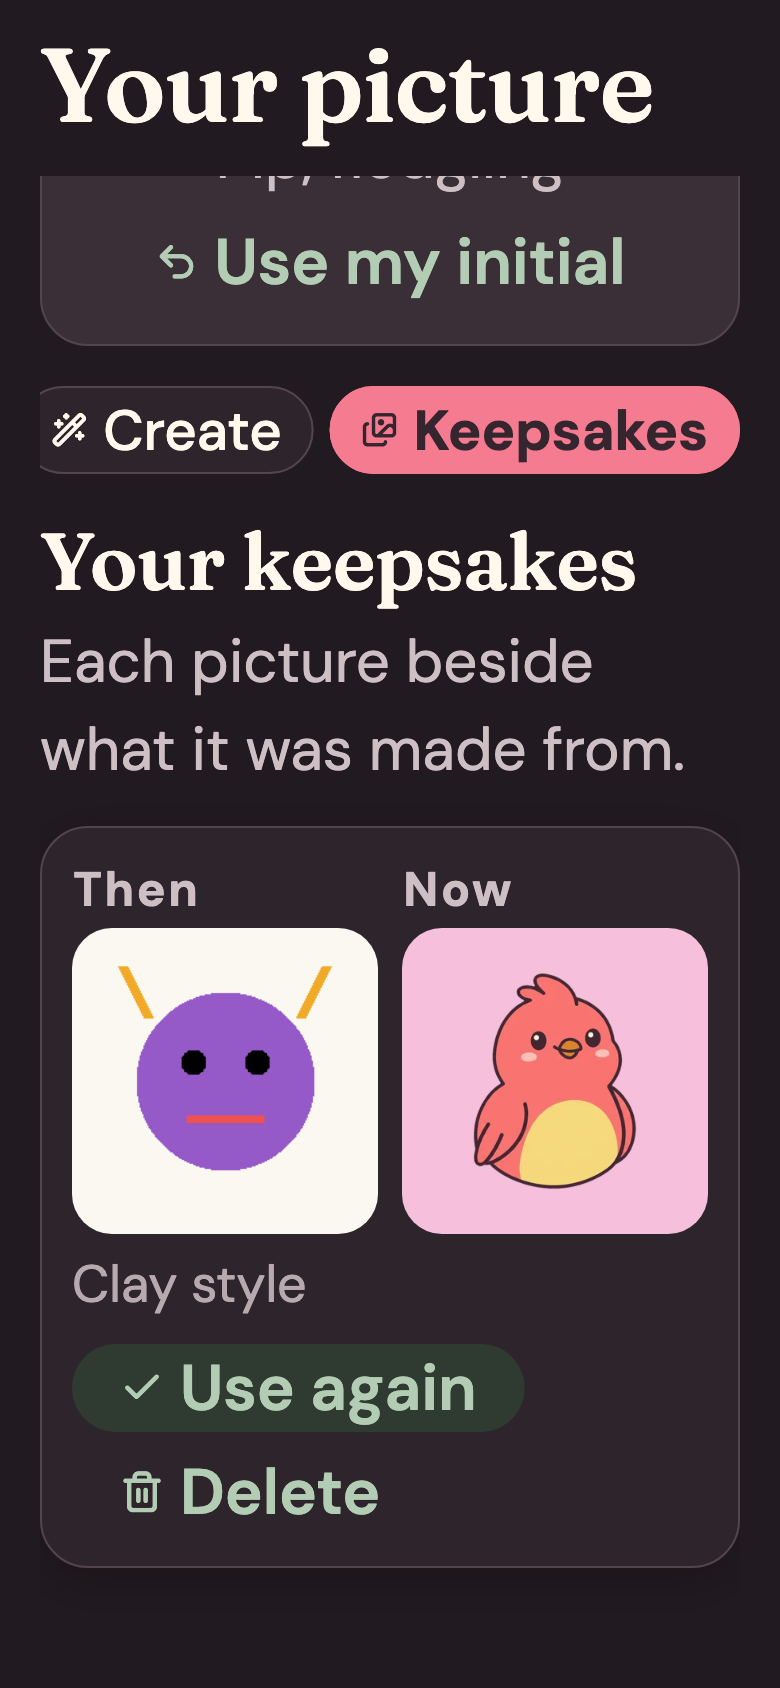 Your picture
Use my initial
Create
Keepsakes
Your keepsakes
Each picture beside
what it was made from.
Then
Now
Clay style
Use again
Delete